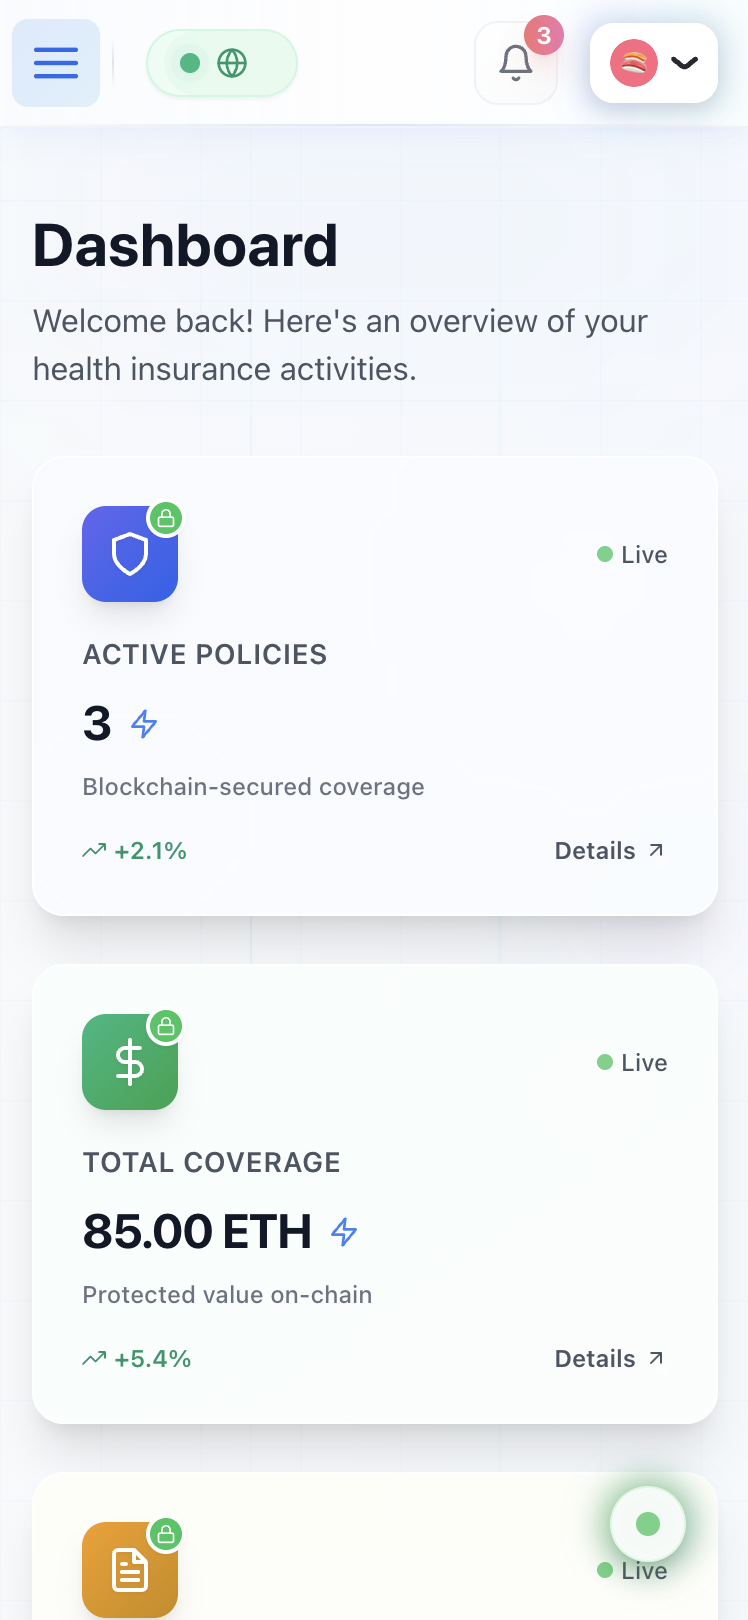 3
Dashboard
Welcome back! Here's an overview of your
health insurance activities.
Live
ACTIVE POLICIES
3
Blockchain-secured coverage
+2.1%
Details
Live
TOTAL COVERAGE
85.00 ETH
Protected value on-chain
+5.4%
Details
Live